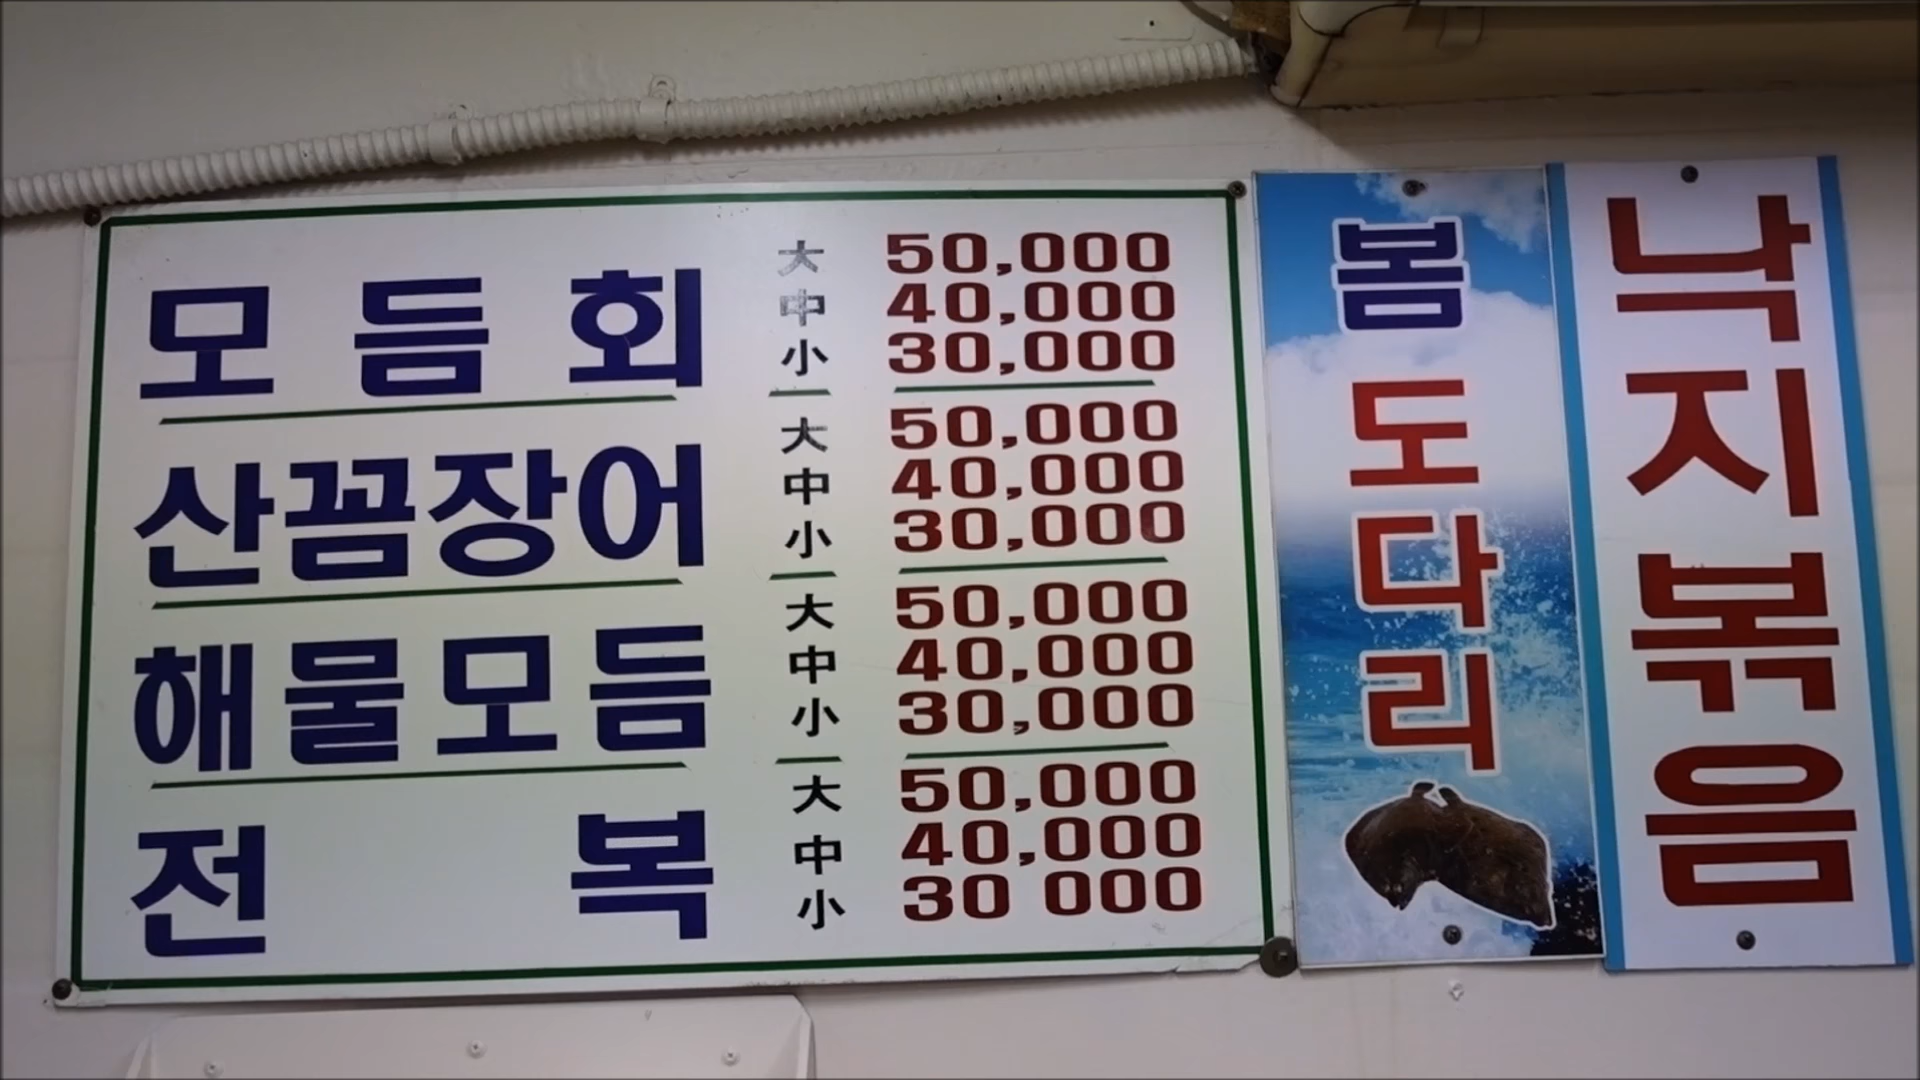 모듬회
大 50,000
中 40,000
小 30,000
산꼼장어
大 50,000
中 40,000
小 30,000
해물모듬
大 50,000
中 40,000
小 30,000
전복
大 50,000
中 40,000
小 30 000
봄도다리
낙지볶음